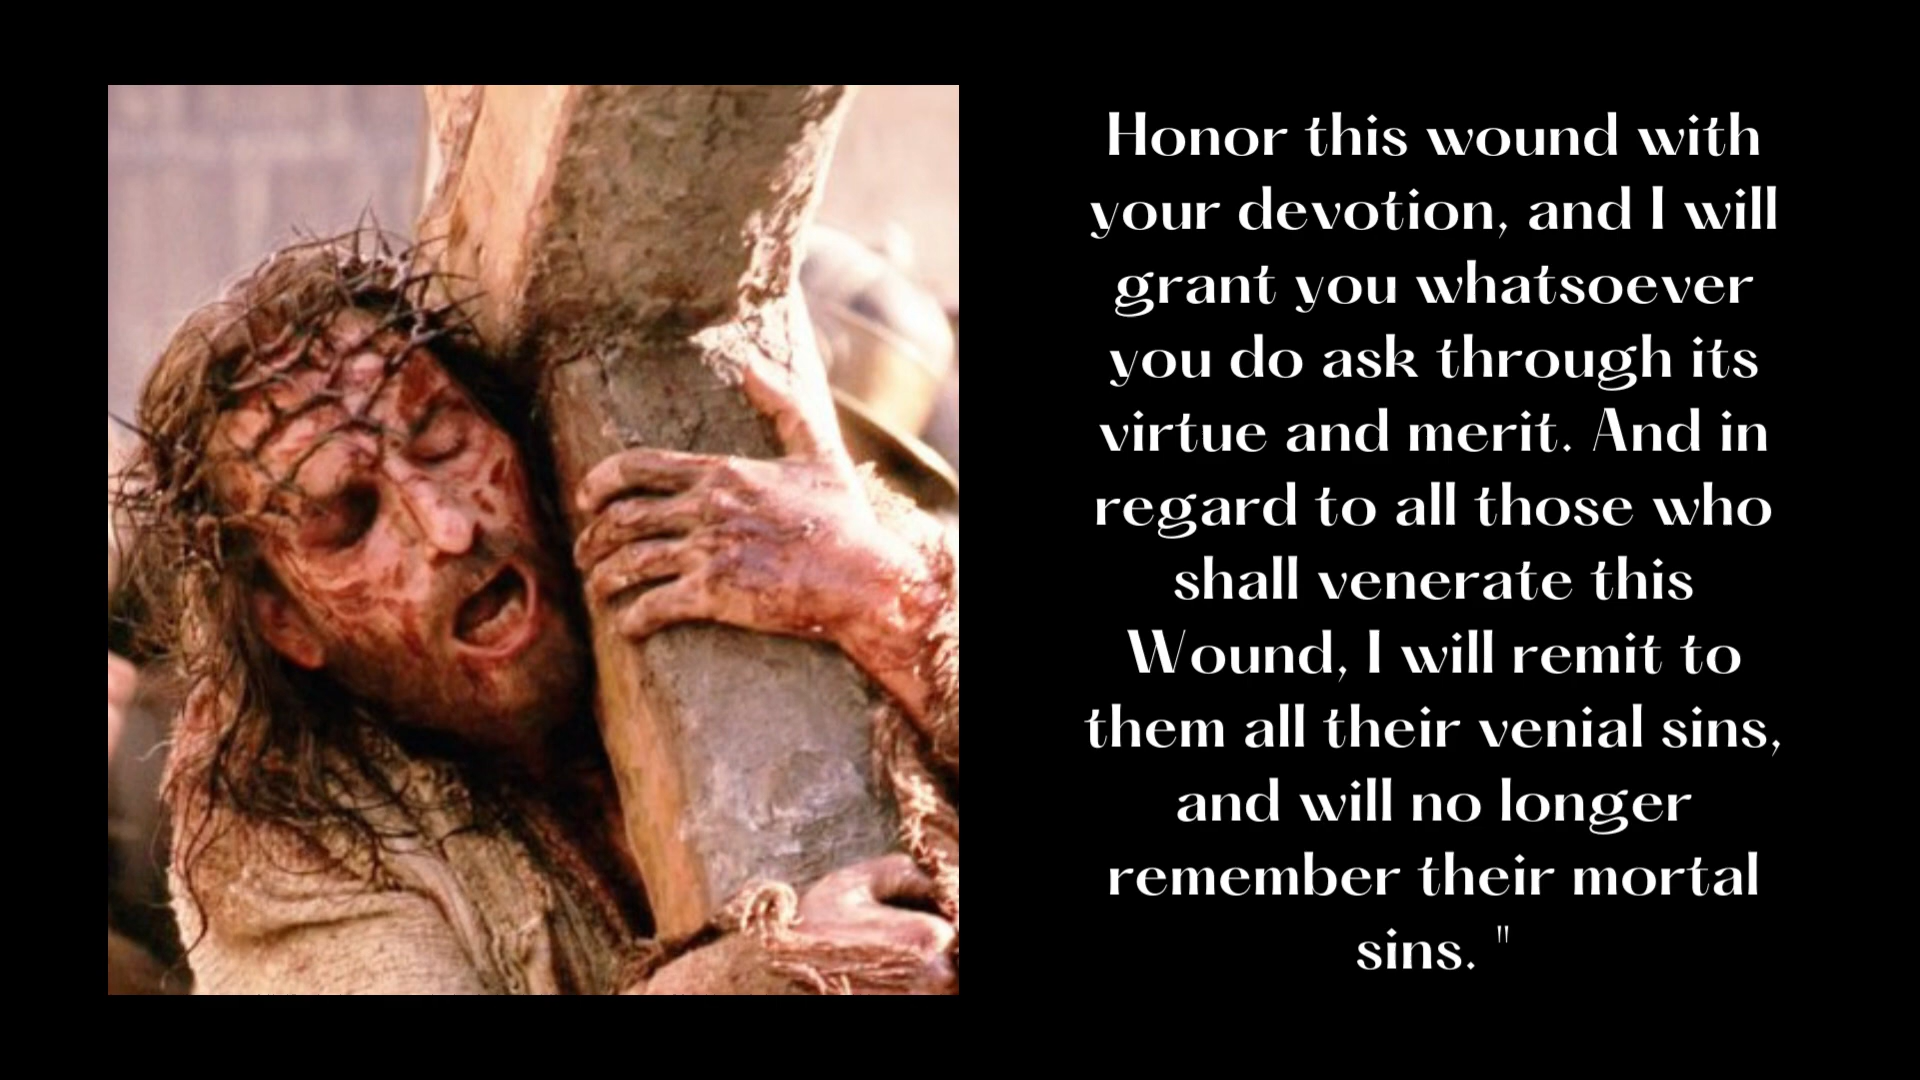 Honor this wound with
your devotion, and I will
grant you whatsoever
you do ask through its
virtue and merit. And in
regard to all those who
shall venerate this
Wound, I will remit to
them all their venial sins,
and will no longer
remember their mortal
sins. "